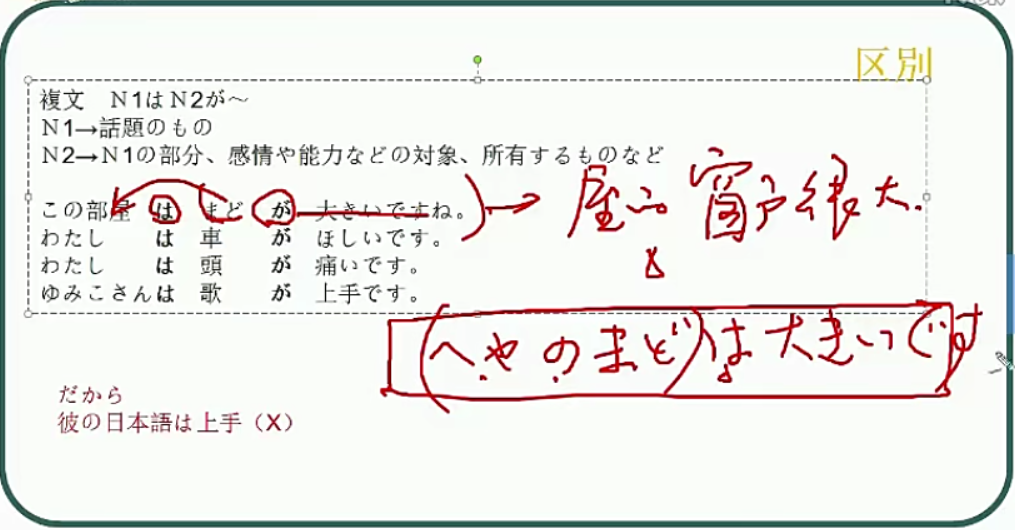 区別
複文　N1はN2が～
N1→話題のもの
N2→N1の部分、感情や能力などの対象、所有するものなど
この部屋 は まど が 大きいですね。
わたし は 車 が ほしいです。
わたし は 頭 が 痛いです。
ゆみこさん は 歌 が 上手です。
→ 屋 窗户很大.
(へやのまど)は大きいです
だから
彼の日本語は上手（X）